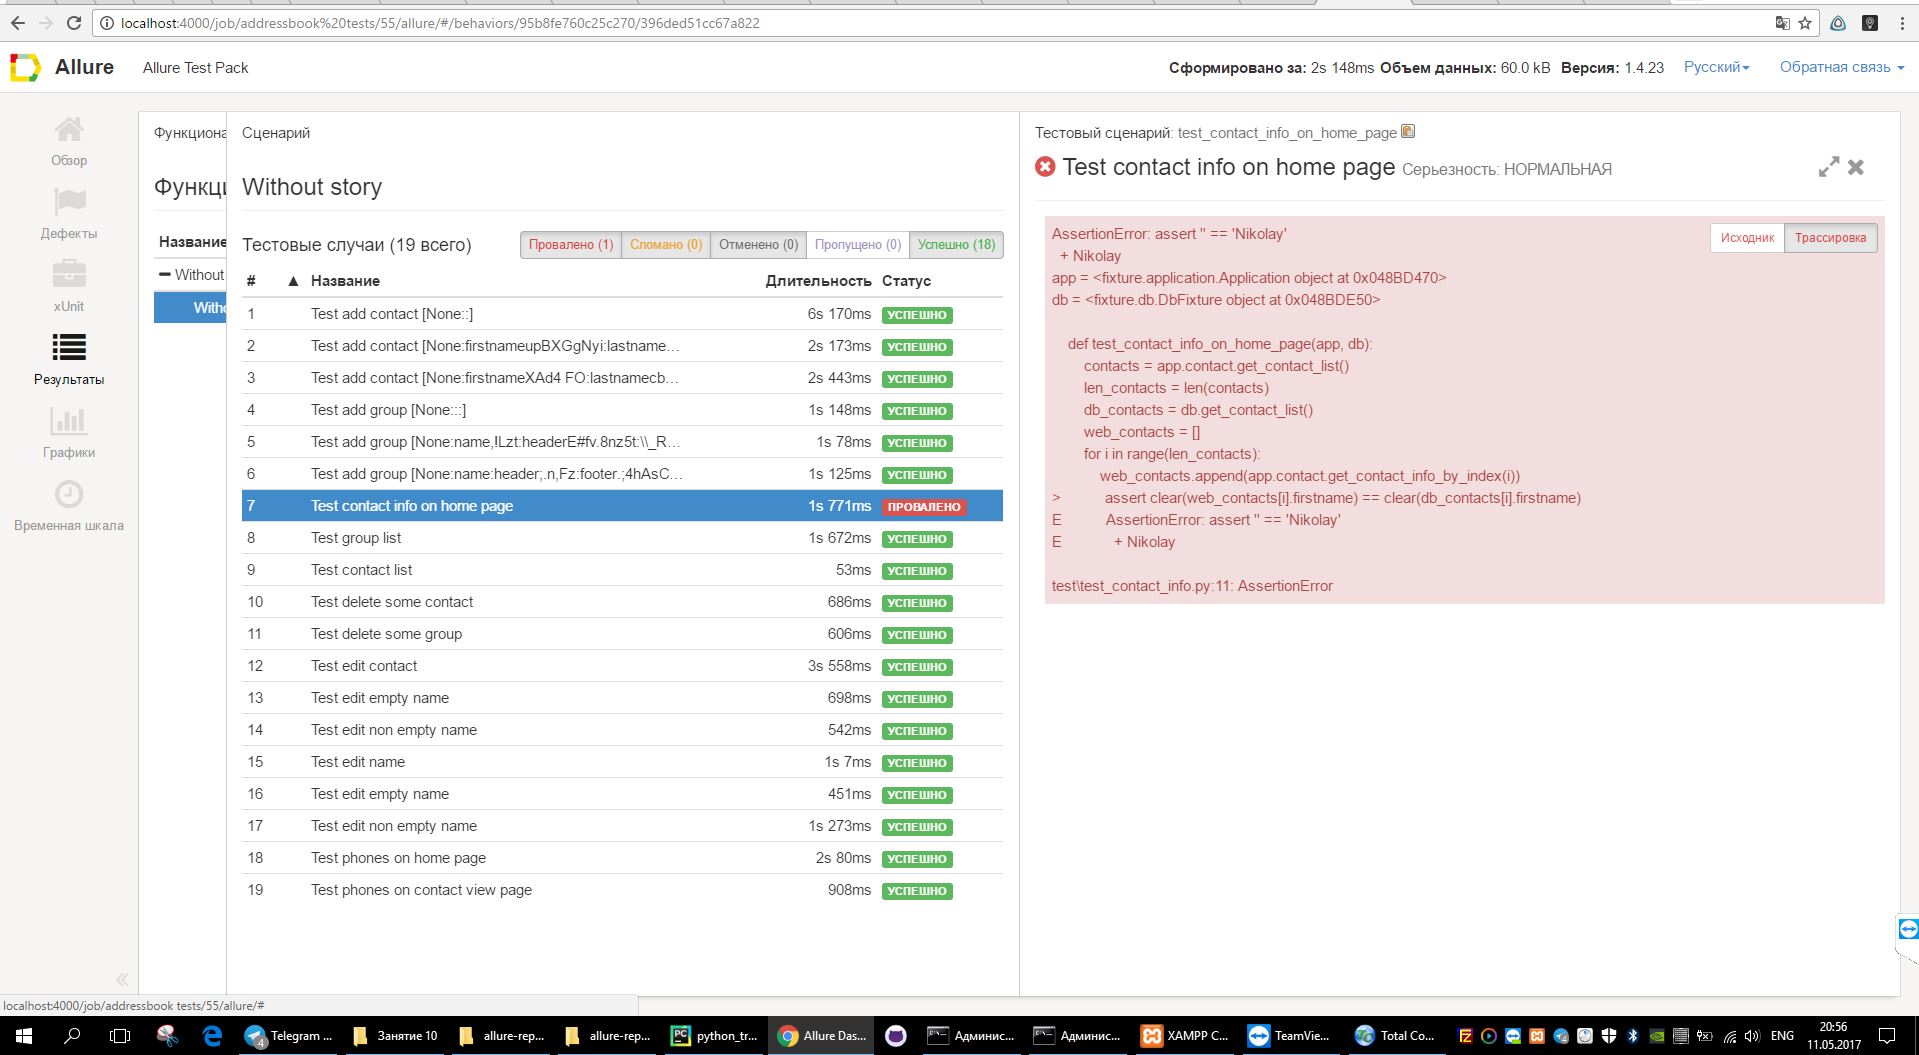 localhost:4000/job/addressbook%20tests/55/allure/#/behaviors/95b8fe760c25c270/396ded51cc67a822
Allure
Allure Test Pack
Сформировано за: 2s 148ms Объем данных: 60.0 kB Версия: 1.4.23
Русский
Обратная связь
Обзор
Дефекты
xUnit
Результаты
Графики
Временная шкала
Функциона
Функци
Название
Without
Witho
Сценарий
Without story
Тестовые случаи (19 всего)
Провалено (1) Сломано (0) Отменено (0) Пропущено (0) Успешно (18)
# ▲ Название Длительность Статус
1 Test add contact [None::] 6s 170ms УСПЕШНО
2 Test add contact [None:firstnameupBXGgNyi:lastname… 2s 173ms УСПЕШНО
3 Test add contact [None:firstnameXAd4 FO:lastnamecb… 2s 443ms УСПЕШНО
4 Test add group [None:::] 1s 148ms УСПЕШНО
5 Test add group [None:name,!Lzt:headerE#fv.8nz5t:\\_R… 1s 78ms УСПЕШНО
6 Test add group [None:name:header;.n,Fz:footer.;4hAsC… 1s 125ms УСПЕШНО
7 Test contact info on home page 1s 771ms ПРОВАЛЕНО
8 Test group list 1s 672ms УСПЕШНО
9 Test contact list 53ms УСПЕШНО
10 Test delete some contact 686ms УСПЕШНО
11 Test delete some group 606ms УСПЕШНО
12 Test edit contact 3s 558ms УСПЕШНО
13 Test edit empty name 698ms УСПЕШНО
14 Test edit non empty name 542ms УСПЕШНО
15 Test edit name 1s 7ms УСПЕШНО
16 Test edit empty name 451ms УСПЕШНО
17 Test edit non empty name 1s 273ms УСПЕШНО
18 Test phones on home page 2s 80ms УСПЕШНО
19 Test phones on contact view page 908ms УСПЕШНО
Тестовый сценарий: test_contact_info_on_home_page
Test contact info on home page Серьезность: НОРМАЛЬНАЯ
Исходник Трассировка
AssertionError: assert '' == 'Nikolay'
+ Nikolay
app = <fixture.application.Application object at 0x048BD470>
db = <fixture.db.DbFixture object at 0x048BDE50>
def test_contact_info_on_home_page(app, db):
contacts = app.contact.get_contact_list()
len_contacts = len(contacts)
db_contacts = db.get_contact_list()
web_contacts = []
for i in range(len_contacts):
web_contacts.append(app.contact.get_contact_info_by_index(i))
> assert clear(web_contacts[i].firstname) == clear(db_contacts[i].firstname)
E AssertionError: assert '' == 'Nikolay'
E + Nikolay
test\test_contact_info.py:11: AssertionError
localhost:4000/job/addressbook tests/55/allure/#
4 Telegram ...
Занятие 10
allure-rep...
allure-rep...
PC python_tr...
Allure Das...
Админис...
Админис...
XAMPP C...
TeamVie...
Total Co...
ENG
20:56
11.05.2017